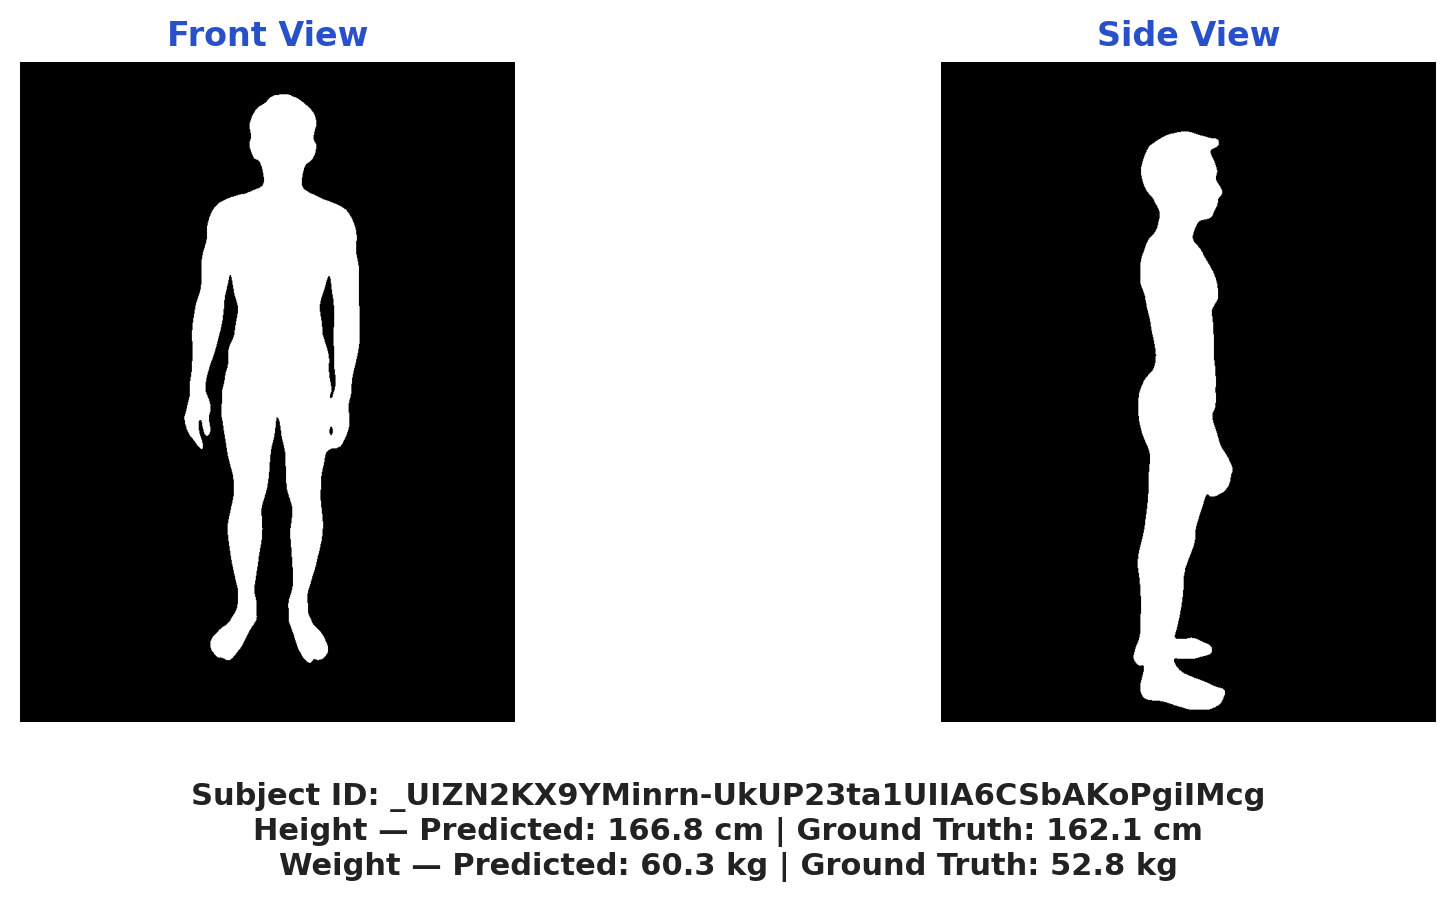 Front View
Side View
Subject ID: _UIZN2KX9YMinrn-UkUP23ta1UIIA6CSbAKoPgiIMcg
Height — Predicted: 166.8 cm | Ground Truth: 162.1 cm
Weight — Predicted: 60.3 kg | Ground Truth: 52.8 kg